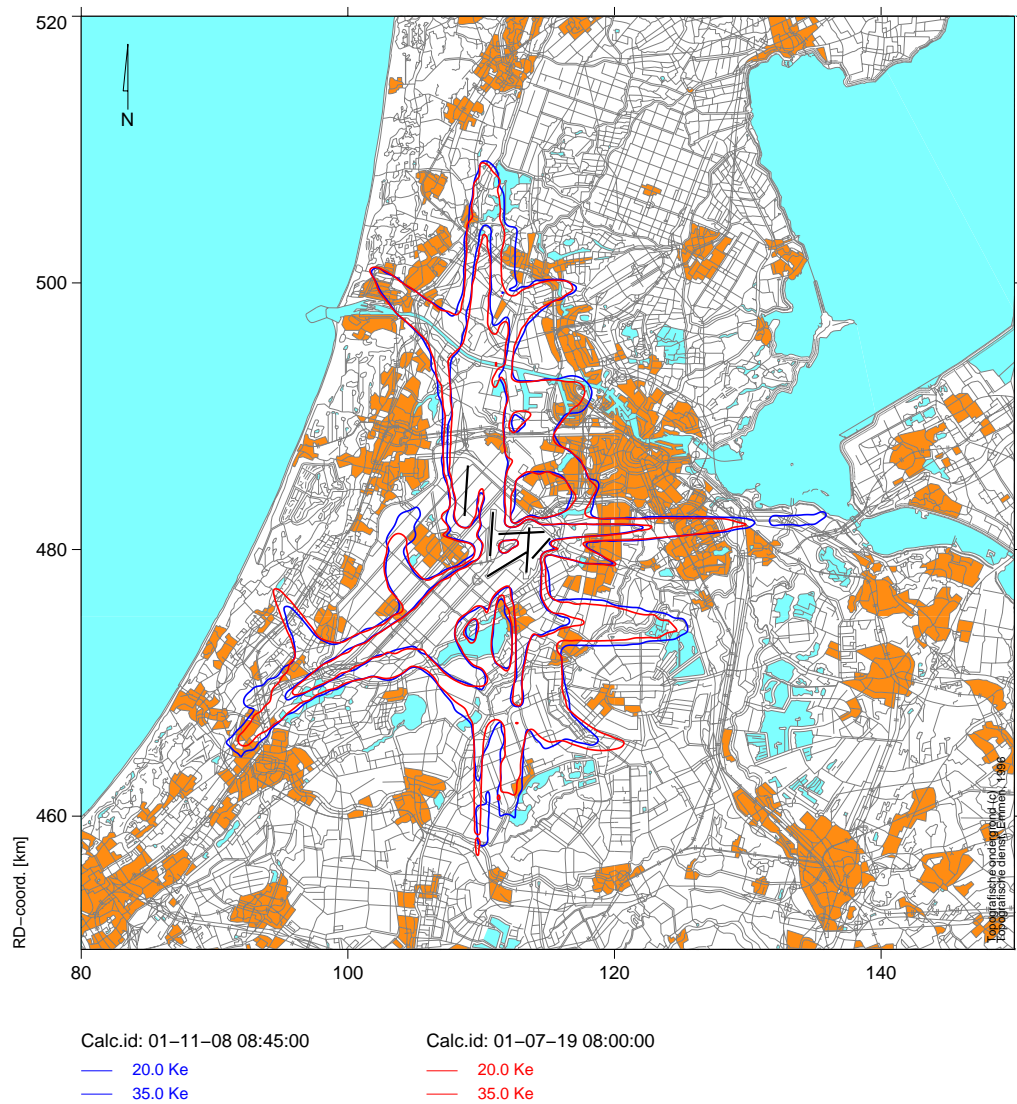 520
N
500
480
460
RD−coord. [km]
Topografische ondergrond (c)
Topografische dienst, Emmen, 1996
80
100
120
140
Calc.id: 01−11−08 08:45:00
20.0 Ke
35.0 Ke
Calc.id: 01−07−19 08:00:00
20.0 Ke
35.0 Ke